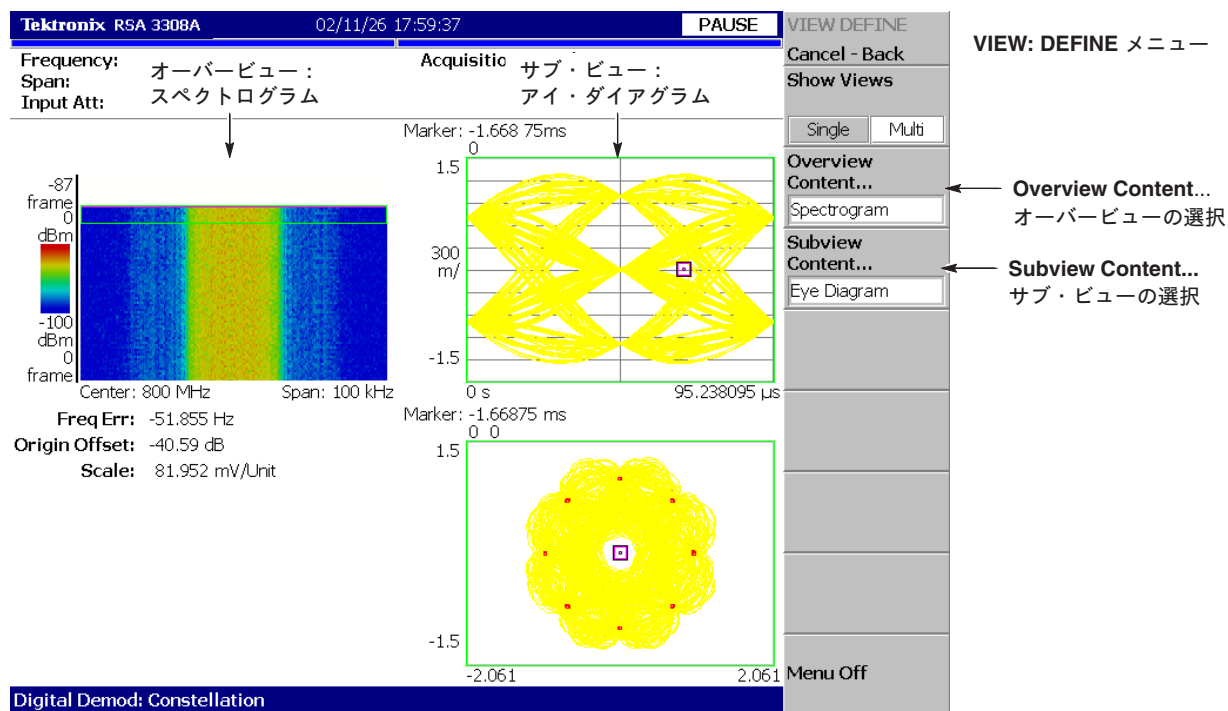 Tektronix RSA 3308A 02/11/26 17:59:37 PAUSE
Frequency:
Span:
Input Att:
オーバービュー：
スペクトログラム
Acquisitio
サブ・ビュー：
アイ・ダイアグラム
-87
frame
0
dBm
-100
dBm
0
frame
Center: 800 MHz Span: 100 kHz
Freq Err: -51.855 Hz
Origin Offset: -40.59 dB
Scale: 81.952 mV/Unit
Marker: -1.668 75ms
0
1.5
300
m/
-1.5
0 s 95.238095 µs
Marker: -1.66875 ms
0 0
1.5
-1.5
-2.061 2.061
Digital Demod: Constellation
VIEW DEFINE
Cancel - Back
Show Views
Single Multi
Overview
Content...
Spectrogram
Subview
Content...
Eye Diagram
Menu Off
VIEW: DEFINE メニュー
Overview Content...
オーバービューの選択
Subview Content...
サブ・ビューの選択